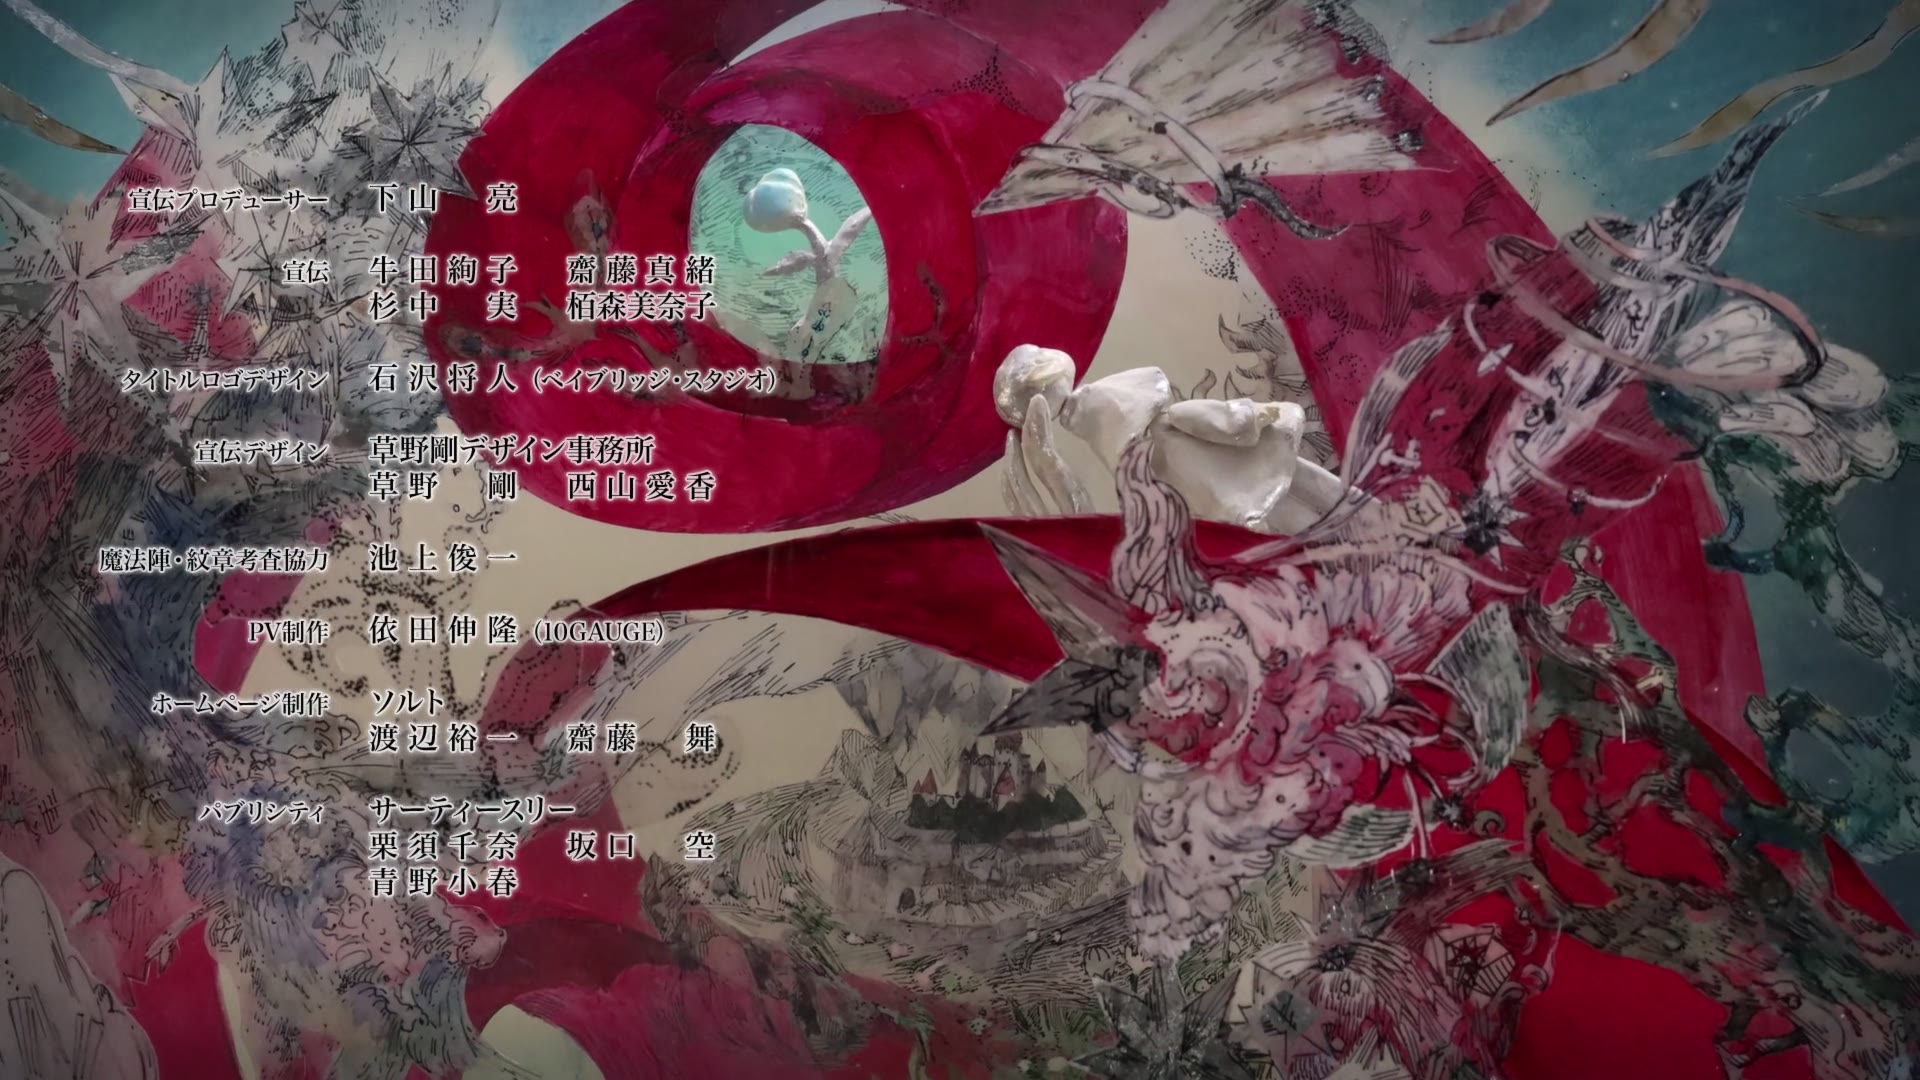 宣伝プロデューサー 下山 亮
宣伝 牛田絢子 齋藤真緒
杉中 実 栢森美奈子
タイトルロゴデザイン 石沢将人(ベイブリッジ・スタジオ)
宣伝デザイン 草野剛デザイン事務所
草野 剛 西山愛香
魔法陣・紋章考査協力 池上俊一
PV制作 依田伸隆(10GAUGE)
ホームページ制作 ソルト
渡辺裕一 齋藤 舞
パブリシティ サーティースリー
栗須千奈 坂口 空
青野小春